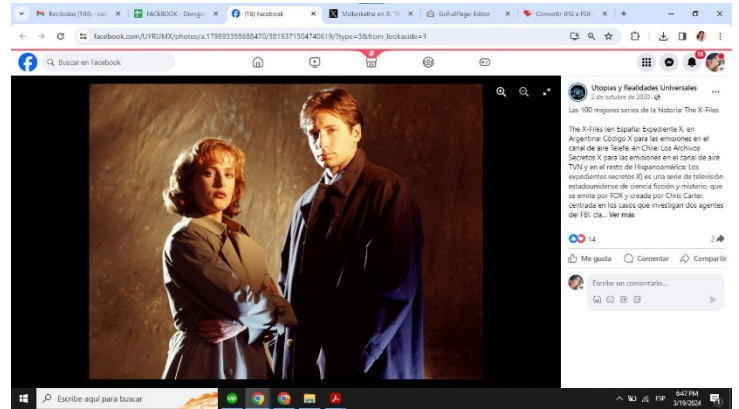 Recibidos (103) - ceci
FACEBOOK - Dongn
(18) Facebook
Mzlankatha en X: "P
GoFullPage Editor
Convertir JPG a PDF
facebook.com/UYRUMX/photos/a.179893358688470/3819371504740619/?type=3&from_lookaside=1
Buscar en Facebook
Utopias y Realidades Universales
2 de octubre de 2020
Las 100 mejores series de la historia: The X-Files
The X-Files (en España: Expediente X, en
Argentina: Código X para las emisiones en el
canal de aire Telefe, en Chile: Los Archivos
Secretos X para las emisiones en el canal de aire
TVN y en el resto de Hispanoamérica: Los
expedientes secretos X) es una serie de televisión
estadounidense de ciencia ficción y misterio, que
se emite por FOX y creada por Chris Carter,
centrada en los casos que investigan dos agentes
del FBI, cla... Ver más
14
2
Me gusta
Comentar
Compartir
Escribe un comentario...
Escribe aquí para buscar
ESP
6:47 PM
3/19/2024